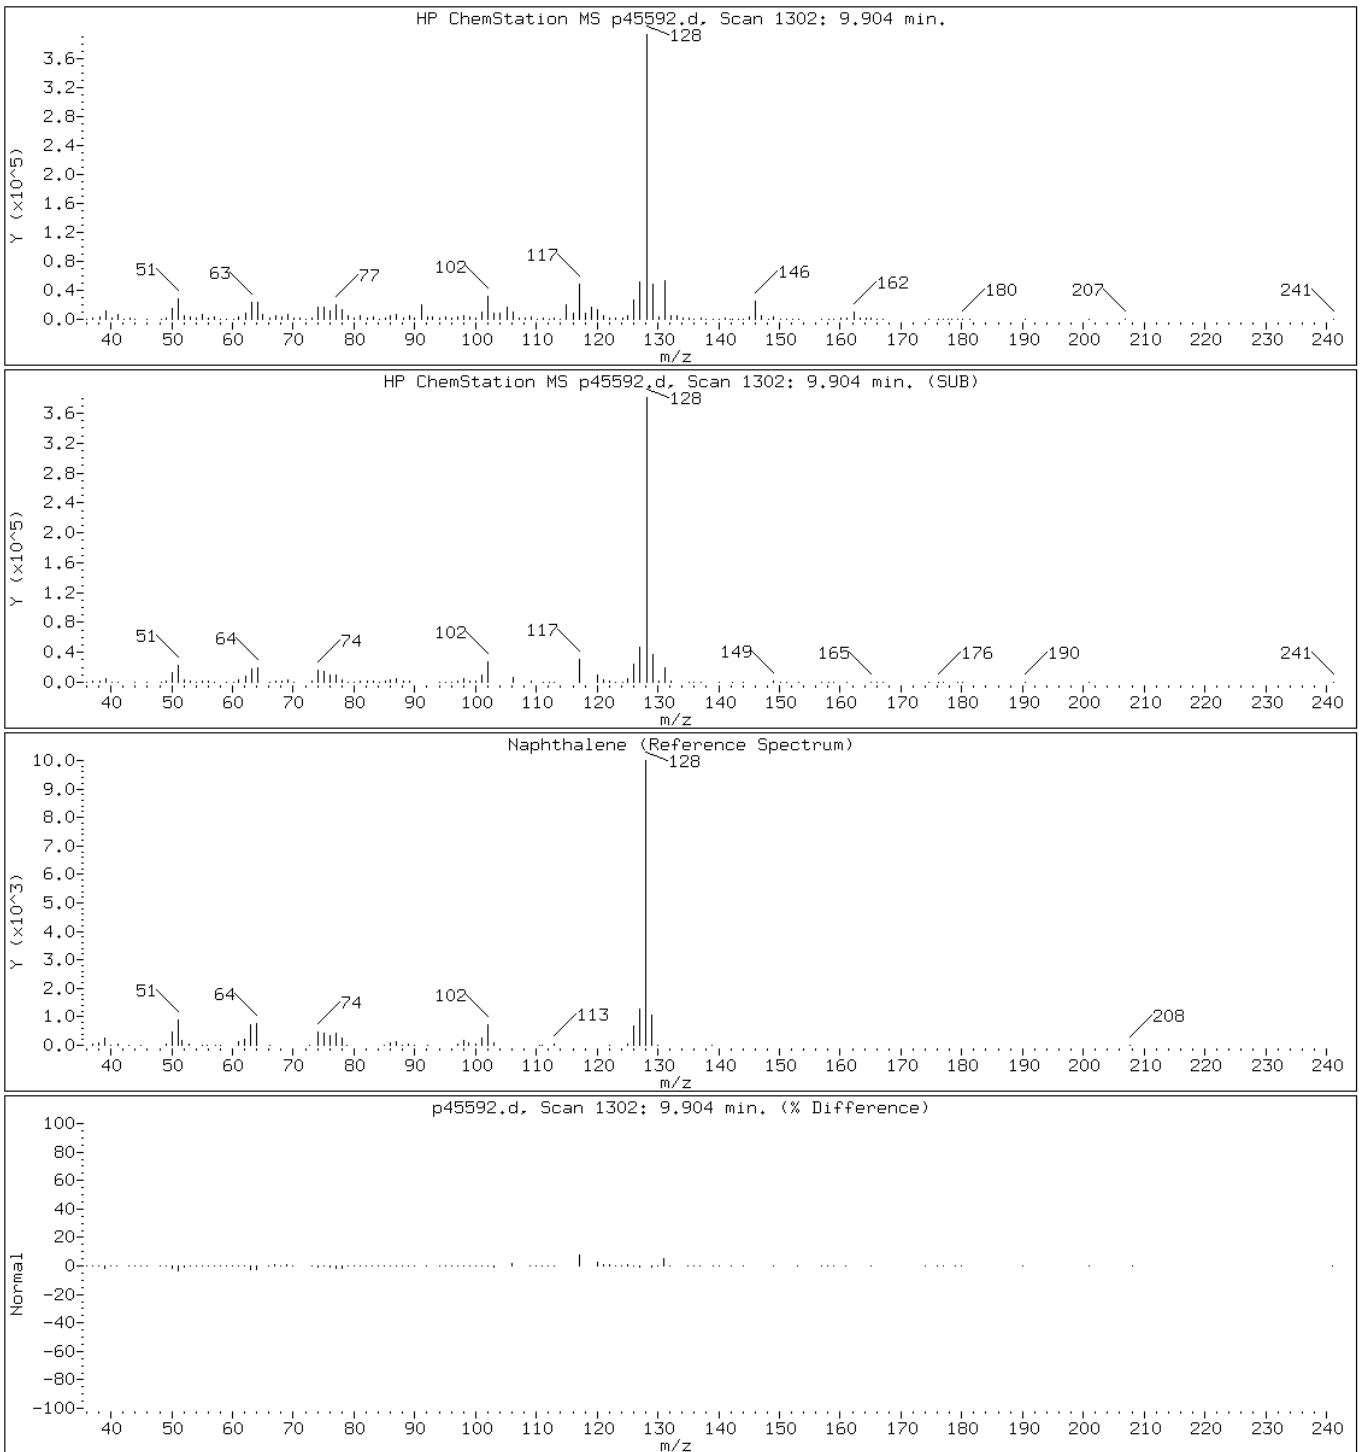 HP ChemStation MS p45592.d, Scan 1302: 9.904 min.
128
3.6
3.2
2.8
2.4
2.0
1.6
1.2
0.8
0.4
0.0
Y (x10^5)
51 63 77 102 117 146 162 180 207 241
40 50 60 70 80 90 100 110 120 130 140 150 160 170 180 190 200 210 220 230 240
m/z
HP ChemStation MS p45592.d, Scan 1302: 9.904 min. (SUB)
128
3.6
3.2
2.8
2.4
2.0
1.6
1.2
0.8
0.4
0.0
Y (x10^5)
51 64 74 102 117 149 165 176 190 241
40 50 60 70 80 90 100 110 120 130 140 150 160 170 180 190 200 210 220 230 240
m/z
Naphthalene (Reference Spectrum)
128
10.0
9.0
8.0
7.0
6.0
5.0
4.0
3.0
2.0
1.0
0.0
Y (x10^3)
51 64 74 102 113 208
40 50 60 70 80 90 100 110 120 130 140 150 160 170 180 190 200 210 220 230 240
m/z
p45592.d, Scan 1302: 9.904 min. (% Difference)
100
80
60
40
20
0
-20
-40
-60
-80
-100
Normal
40 50 60 70 80 90 100 110 120 130 140 150 160 170 180 190 200 210 220 230 240
m/z